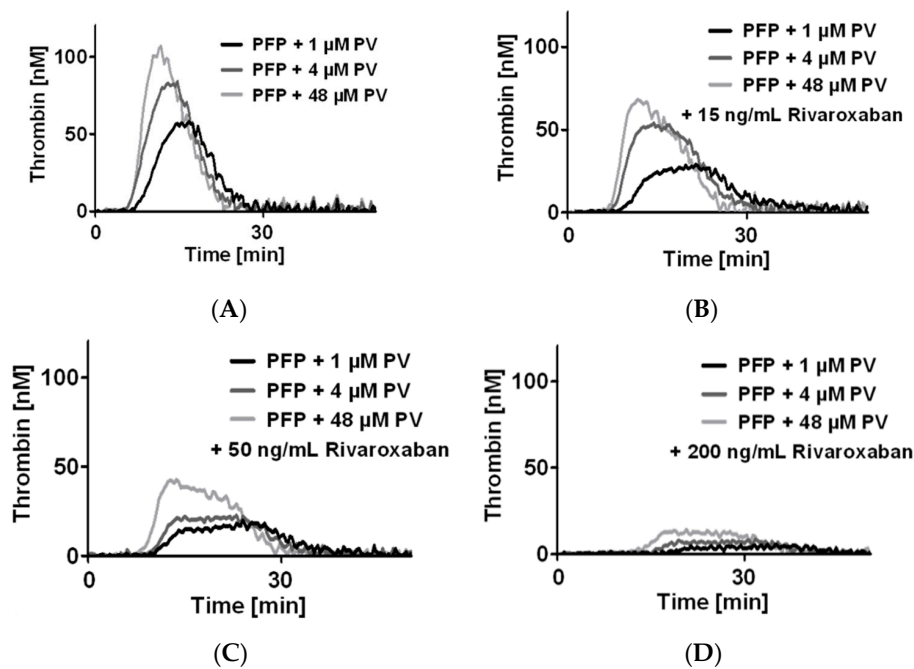 PFP + 1 µM PV
PFP + 4 µM PV
PFP + 48 µM PV
Thrombin [nM]
100
50
0
0
30
Time [min]
(A)
PFP + 1 µM PV
PFP + 4 µM PV
PFP + 48 µM PV
+ 15 ng/mL Rivaroxaban
Thrombin [nM]
100
50
0
0
30
Time [min]
(B)
PFP + 1 µM PV
PFP + 4 µM PV
PFP + 48 µM PV
+ 50 ng/mL Rivaroxaban
Thrombin [nM]
100
50
0
0
30
Time [min]
(C)
PFP + 1 µM PV
PFP + 4 µM PV
PFP + 48 µM PV
+ 200 ng/mL Rivaroxaban
Thrombin [nM]
100
50
0
0
30
Time [min]
(D)